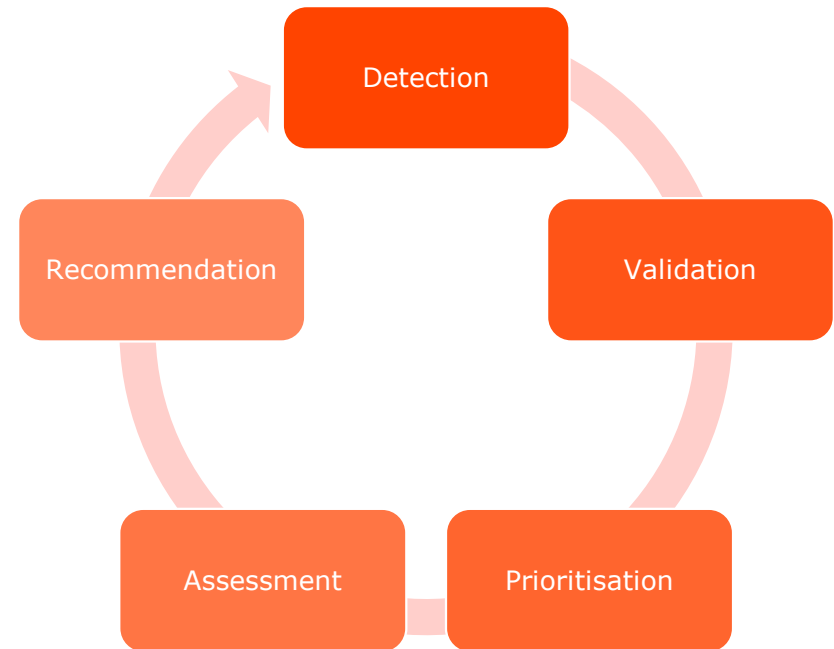 Detection
Validation
Prioritisation
Assessment
Recommendation